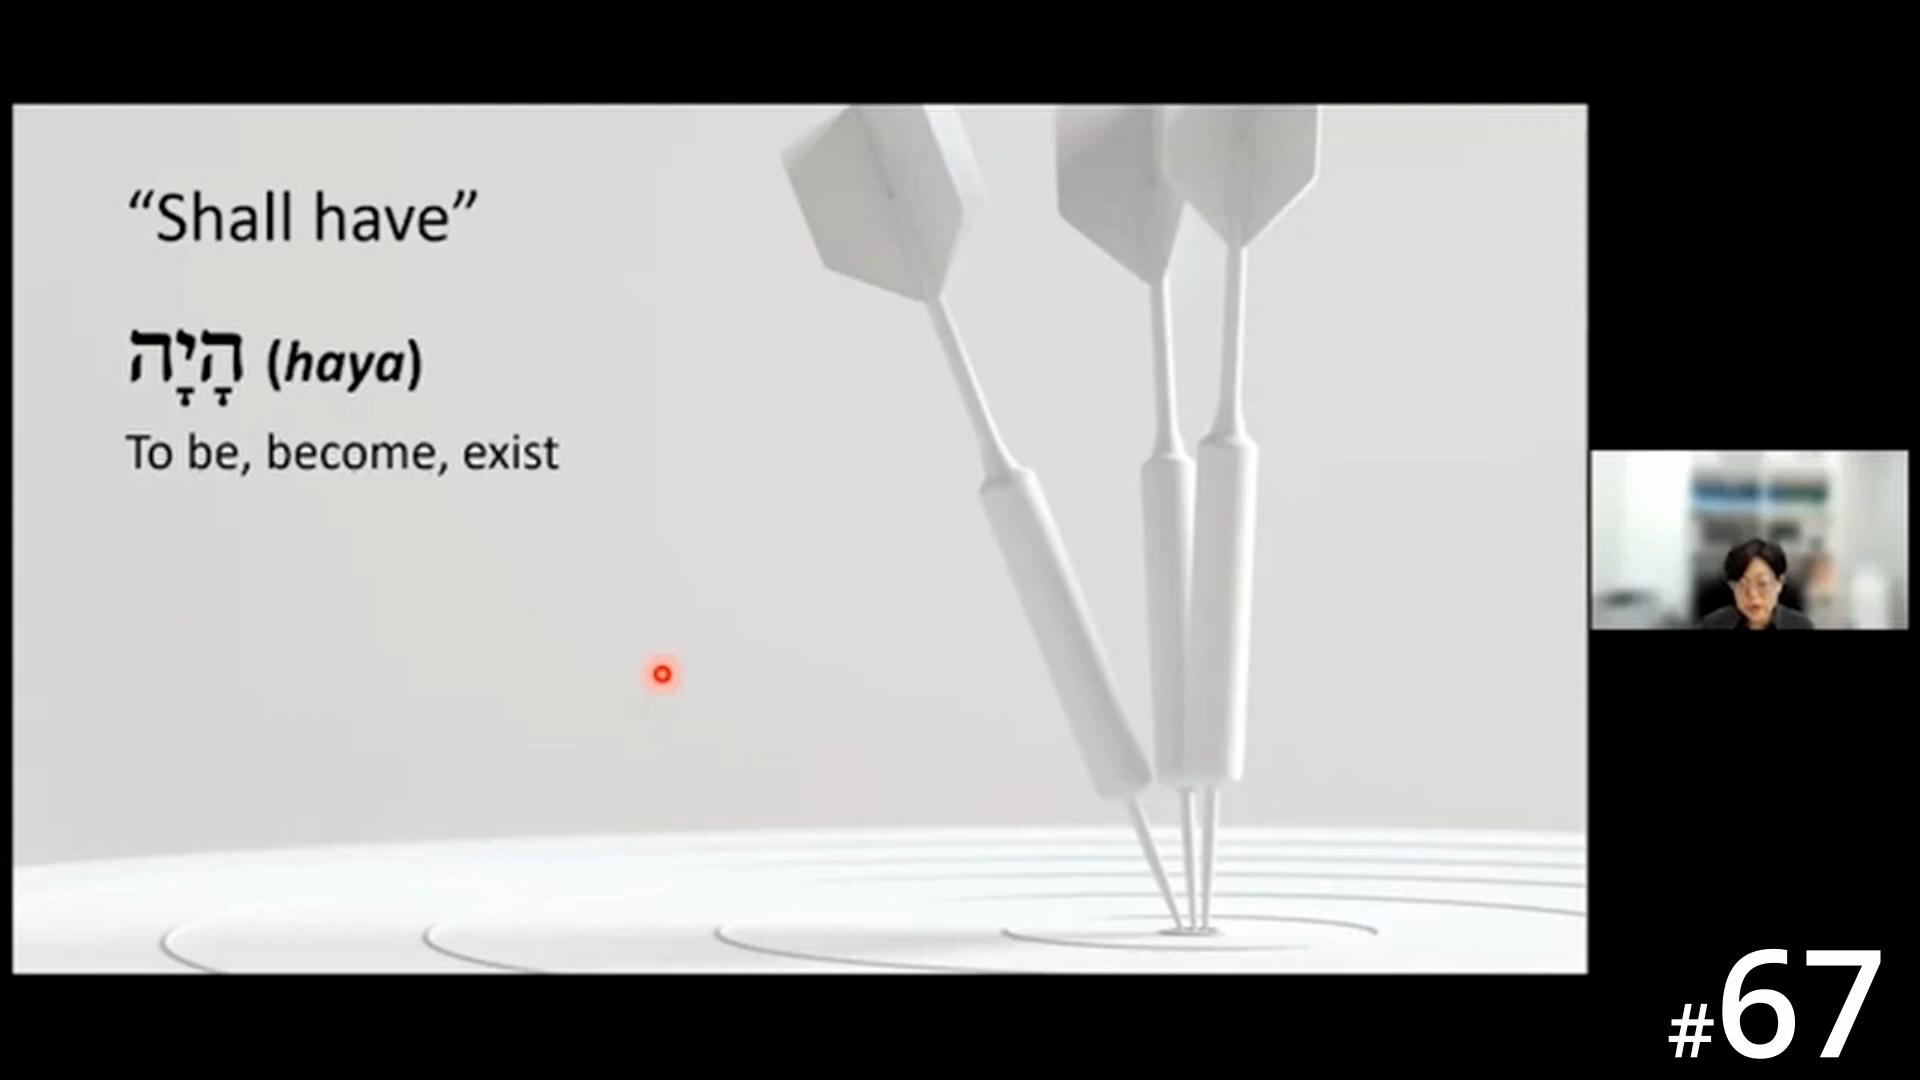 “Shall have”
הָיָה (haya)
To be, become, exist
#67